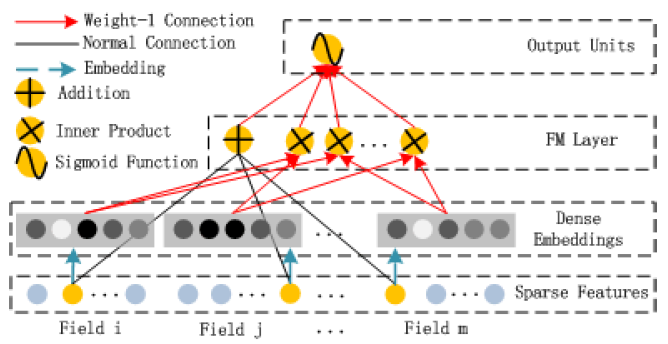 Weight-1 Connection
Normal Connection
Embedding
Addition
Inner Product
Sigmoid Function
Output Units
FM Layer
...
Dense
Embeddings
...
Sparse Features
... ... ... ...
Field i Field j ... Field m